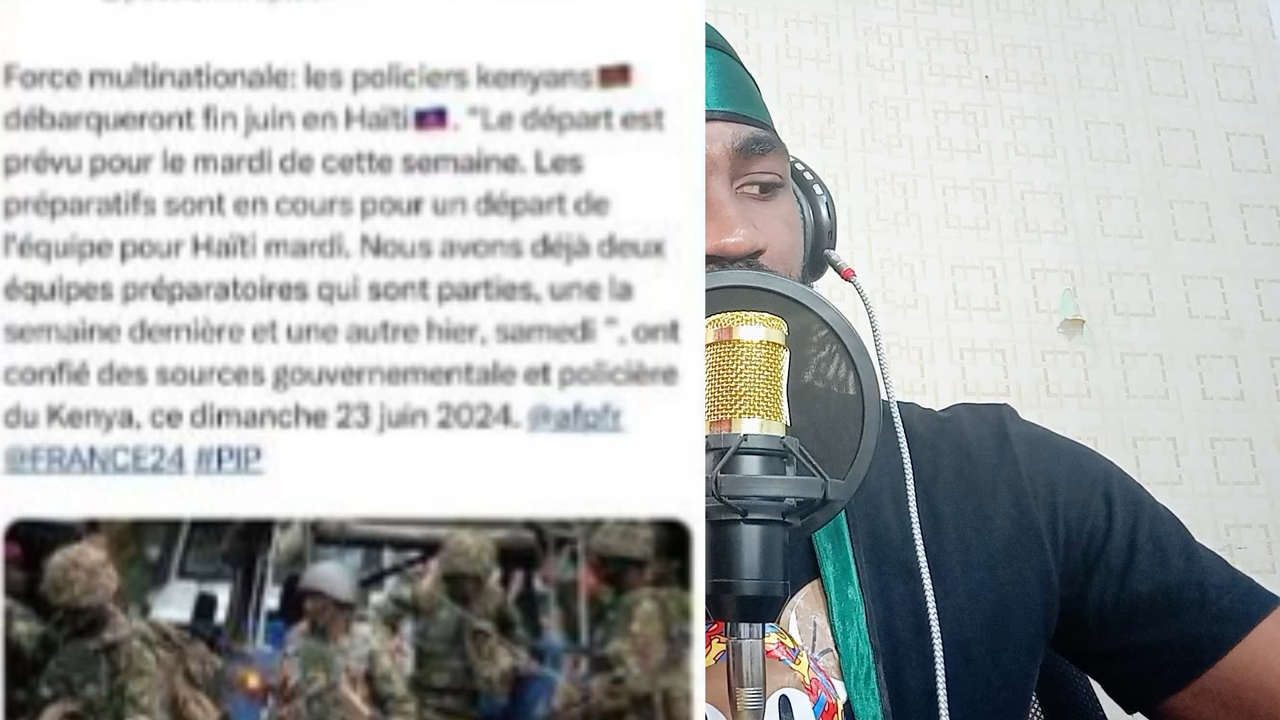 Force multinationale: les policiers kenyans🇰🇪
débarqueront fin juin en Haïti🇭🇹. "Le départ est
prévu pour le mardi de cette semaine. Les
préparatifs sont en cours pour un départ de
l'équipe pour Haïti mardi. Nous avons déjà deux
équipes préparatoires qui sont parties, une la
semaine dernière et une autre hier, samedi ", ont
confié des sources gouvernementale et policière
du Kenya, ce dimanche 23 juin 2024. @afpfr
@FRANCE24 #PIP